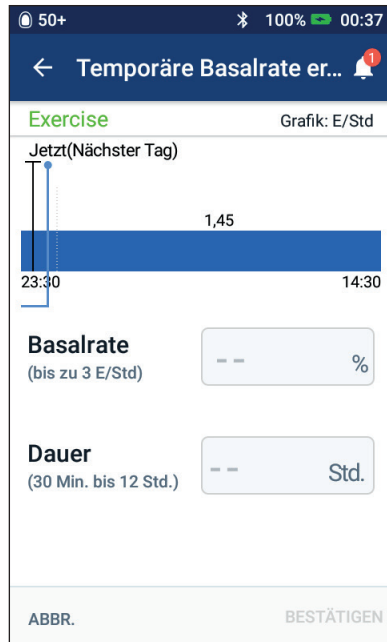 50+ 100% 00:37
Temporäre Basalrate er... 1
Exercise Grafik: E/Std
Jetzt(Nächster Tag)
1,45
23:30 14:30
Basalrate -- %
(bis zu 3 E/Std)
Dauer -- Std.
(30 Min. bis 12 Std.)
ABBR. BESTÄTIGEN